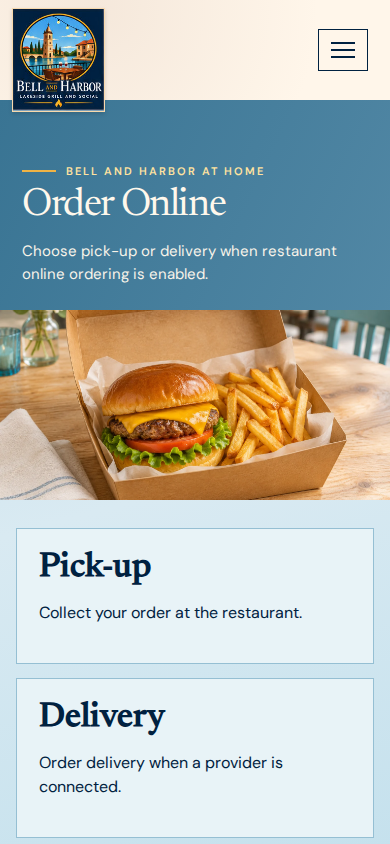 BELL AND HARBOR
LAKESIDE GRILL AND SOCIAL
BELL AND HARBOR AT HOME
Order Online
Choose pick-up or delivery when restaurant
online ordering is enabled.
Pick-up
Collect your order at the restaurant.
Delivery
Order delivery when a provider is
connected.